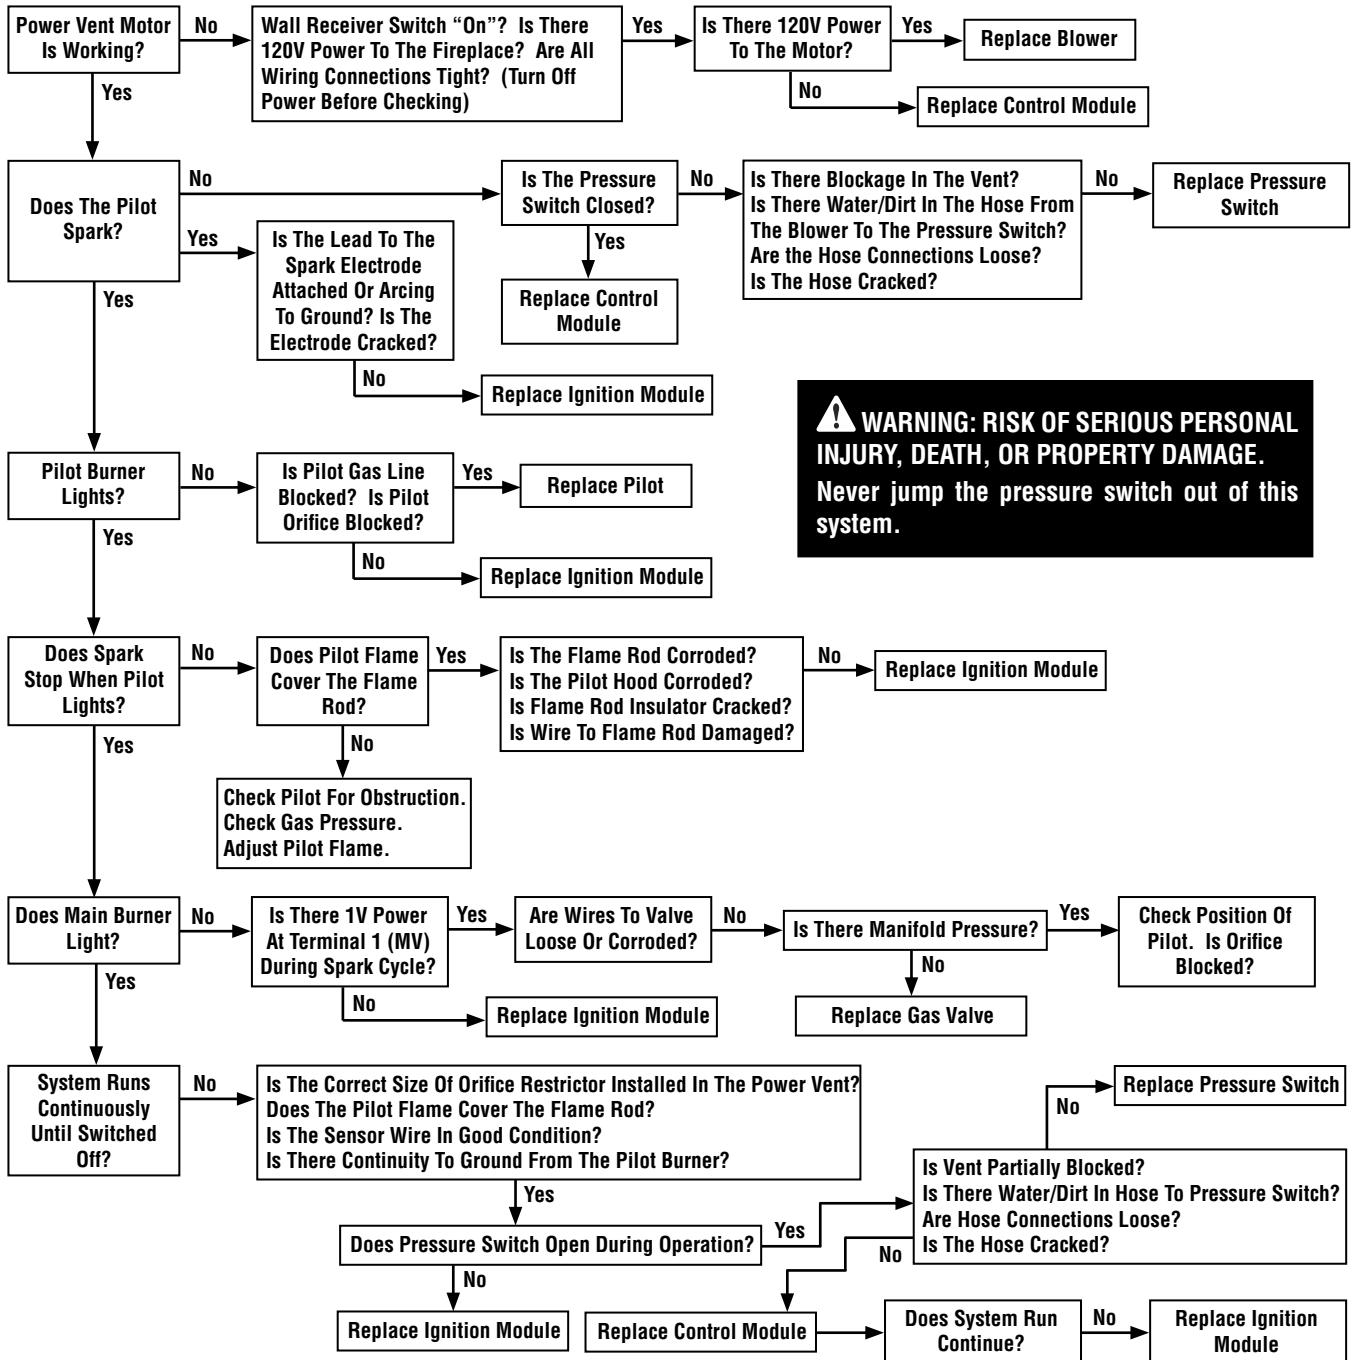 Power Vent Motor
Is Working?
No
Wall Receiver Switch “On”? Is There
120V Power To The Fireplace? Are All
Wiring Connections Tight? (Turn Off
Power Before Checking)
Yes
Is There 120V Power
To The Motor?
Yes
Replace Blower
No
Replace Control Module
Yes
Does The Pilot
Spark?
No
Is The Pressure
Switch Closed?
No
Is There Blockage In The Vent?
Is There Water/Dirt In The Hose From
The Blower To The Pressure Switch?
Are the Hose Connections Loose?
Is The Hose Cracked?
No
Replace Pressure
Switch
Yes
Replace Control
Module
Yes
Is The Lead To The
Spark Electrode
Attached Or Arcing
To Ground? Is The
Electrode Cracked?
No
Replace Ignition Module
Yes
WARNING: RISK OF SERIOUS PERSONAL
INJURY, DEATH, OR PROPERTY DAMAGE.
Never jump the pressure switch out of this
system.
Pilot Burner
Lights?
No
Is Pilot Gas Line
Blocked? Is Pilot
Orifice Blocked?
Yes
Replace Pilot
No
Replace Ignition Module
Yes
Does Spark
Stop When Pilot
Lights?
No
Does Pilot Flame
Cover The Flame
Rod?
Yes
Is The Flame Rod Corroded?
Is The Pilot Hood Corroded?
Is Flame Rod Insulator Cracked?
Is Wire To Flame Rod Damaged?
No
Replace Ignition Module
No
Check Pilot For Obstruction.
Check Gas Pressure.
Adjust Pilot Flame.
Yes
Does Main Burner
Light?
No
Is There 1V Power
At Terminal 1 (MV)
During Spark Cycle?
Yes
Are Wires To Valve
Loose Or Corroded?
No
Is There Manifold Pressure?
Yes
Check Position Of
Pilot. Is Orifice
Blocked?
No
Replace Gas Valve
No
Replace Ignition Module
Yes
System Runs
Continuously
Until Switched
Off?
No
Is The Correct Size Of Orifice Restrictor Installed In The Power Vent?
Does The Pilot Flame Cover The Flame Rod?
Is The Sensor Wire In Good Condition?
Is There Continuity To Ground From The Pilot Burner?
Yes
Does Pressure Switch Open During Operation?
Yes
Is Vent Partially Blocked?
Is There Water/Dirt In Hose To Pressure Switch?
Are Hose Connections Loose?
Is The Hose Cracked?
No
Replace Pressure Switch
No
Replace Ignition Module
No
Replace Control Module
Does System Run
Continue?
No
Replace Ignition
Module